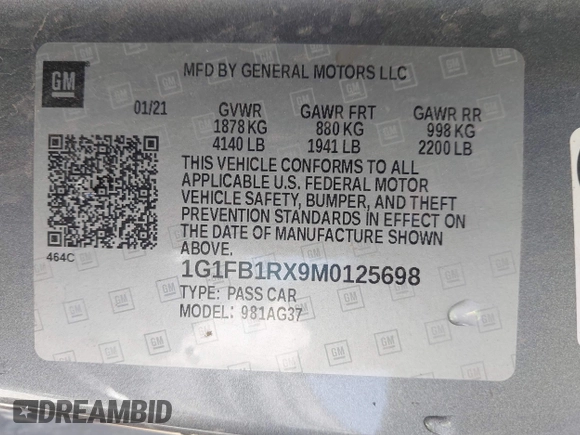 GM
MFD BY GENERAL MOTORS LLC
01/21 GVWR GAWR FRT GAWR RR
1878 KG 880 KG 998 KG
4140 LB 1941 LB 2200 LB
THIS VEHICLE CONFORMS TO ALL
APPLICABLE U.S. FEDERAL MOTOR
VEHICLE SAFETY, BUMPER, AND THEFT
PREVENTION STANDARDS IN EFFECT ON
THE DATE OF MANUFACTURE SHOWN
ABOVE.
464C
1G1FB1RX9M0125698
TYPE: PASS CAR
MODEL: 981AG37
DREAMBID